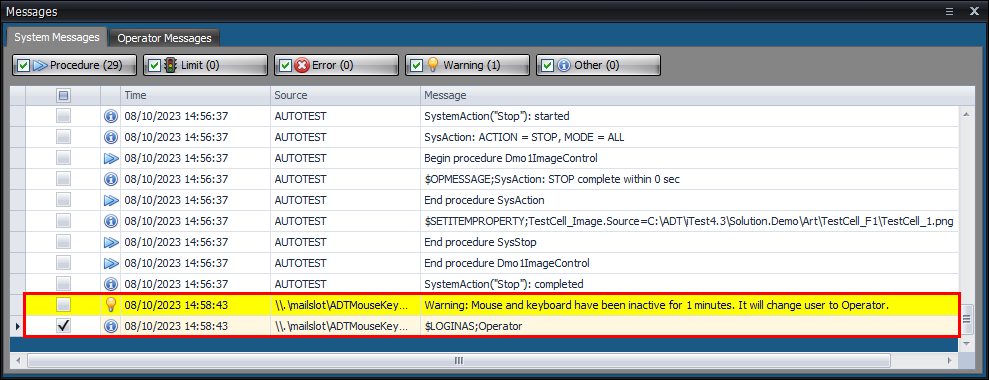 Messages
System Messages Operator Messages
Procedure (29) Limit (0) Error (0) Warning (1) Other (0)
Time Source Message
08/10/2023 14:56:37 AUTOTEST SystemAction("Stop"): started
08/10/2023 14:56:37 AUTOTEST SysAction: ACTION = STOP, MODE = ALL
08/10/2023 14:56:37 AUTOTEST Begin procedure Dmo1ImageControl
08/10/2023 14:56:37 AUTOTEST $OPMESSAGE;SysAction: STOP complete within 0 sec
08/10/2023 14:56:37 AUTOTEST End procedure SysAction
08/10/2023 14:56:37 AUTOTEST $SETITEMPROPERTY;TestCell_Image.Source=C:\ADT\iTest4.3\Solution.Demo\Art\TestCell_F1\TestCell_1.png
08/10/2023 14:56:37 AUTOTEST End procedure SysStop
08/10/2023 14:56:37 AUTOTEST End procedure Dmo1ImageControl
08/10/2023 14:56:37 AUTOTEST SystemAction("Stop"): completed
08/10/2023 14:58:43 \\.\mailslot\ADTMouseKey... Warning: Mouse and keyboard have been inactive for 1 minutes. It will change user to Operator.
08/10/2023 14:58:43 \\.\mailslot\ADTMouseKey... $LOGINAS;Operator